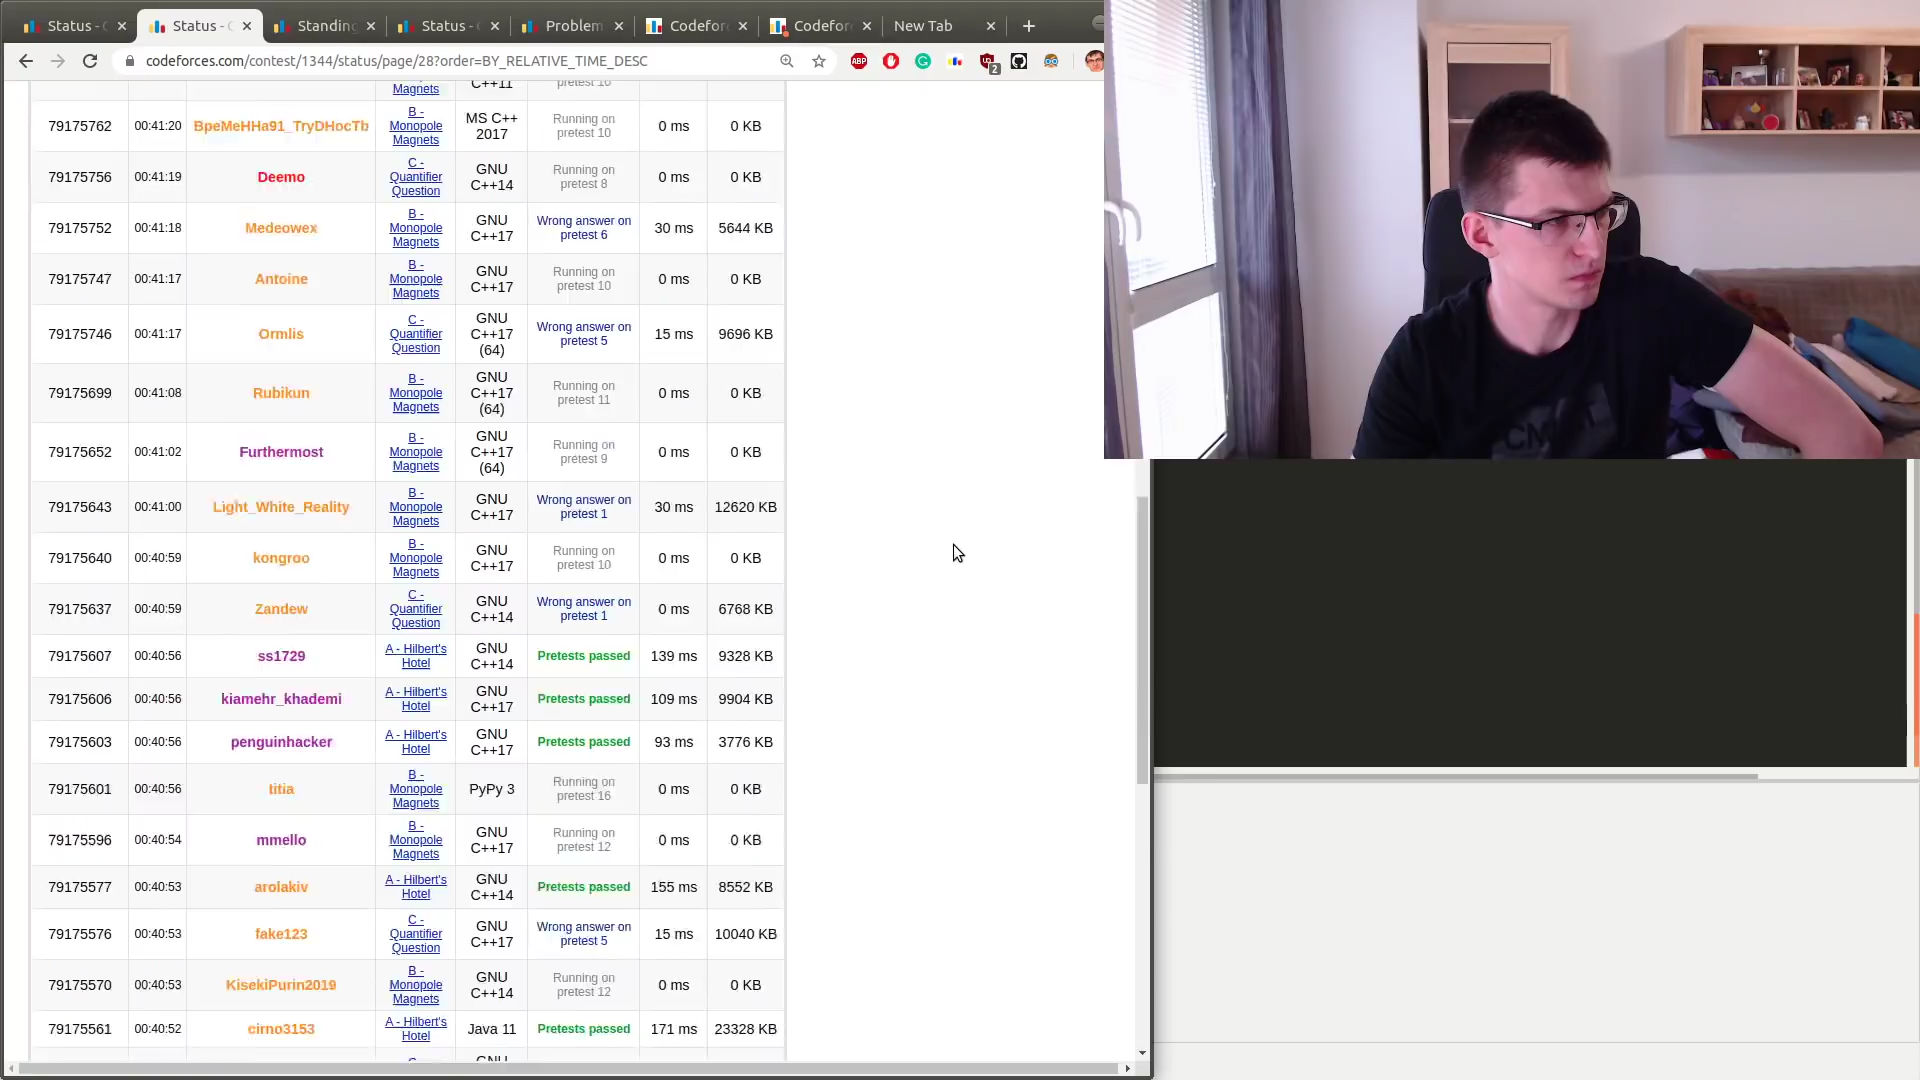 Status - C
Status - C
Standing
Status -
Problem
Codefor
Codefor
New Tab
codeforces.com/contest/1344/status/page/28?order=BY_RELATIVE_TIME_DESC
ABP
2
Magnets
C++11
pretest 10
79175762 00:41:20 BpeMeHHa91_TryDHocTb B - Monopole Magnets MS C++ 2017 Running on pretest 10 0 ms 0 KB
79175756 00:41:19 Deemo C - Quantifier Question GNU C++14 Running on pretest 8 0 ms 0 KB
79175752 00:41:18 Medeowex B - Monopole Magnets GNU C++17 Wrong answer on pretest 6 30 ms 5644 KB
79175747 00:41:17 Antoine B - Monopole Magnets GNU C++17 Running on pretest 10 0 ms 0 KB
79175746 00:41:17 Ormlis C - Quantifier Question GNU C++17 (64) Wrong answer on pretest 5 15 ms 9696 KB
79175699 00:41:08 Rubikun B - Monopole Magnets GNU C++17 (64) Running on pretest 11 0 ms 0 KB
79175652 00:41:02 Furthermost B - Monopole Magnets GNU C++17 (64) Running on pretest 9 0 ms 0 KB
79175643 00:41:00 Light_White_Reality B - Monopole Magnets GNU C++17 Wrong answer on pretest 1 30 ms 12620 KB
79175640 00:40:59 kongroo B - Monopole Magnets GNU C++17 Running on pretest 10 0 ms 0 KB
79175637 00:40:59 Zandew C - Quantifier Question GNU C++14 Wrong answer on pretest 1 0 ms 6768 KB
79175607 00:40:56 ss1729 A - Hilbert's Hotel GNU C++14 Pretests passed 139 ms 9328 KB
79175606 00:40:56 kiamehr_khademi A - Hilbert's Hotel GNU C++17 Pretests passed 109 ms 9904 KB
79175603 00:40:56 penguinhacker A - Hilbert's Hotel GNU C++17 Pretests passed 93 ms 3776 KB
79175601 00:40:56 titia B - Monopole Magnets PyPy 3 Running on pretest 16 0 ms 0 KB
79175596 00:40:54 mmello B - Monopole Magnets GNU C++17 Running on pretest 12 0 ms 0 KB
79175577 00:40:53 arolakiv A - Hilbert's Hotel GNU C++14 Pretests passed 155 ms 8552 KB
79175576 00:40:53 fake123 C - Quantifier Question GNU C++17 Wrong answer on pretest 5 15 ms 10040 KB
79175570 00:40:53 KisekiPurin2019 B - Monopole Magnets GNU C++14 Running on pretest 12 0 ms 0 KB
79175561 00:40:52 cirno3153 A - Hilbert's Hotel Java 11 Pretests passed 171 ms 23328 KB